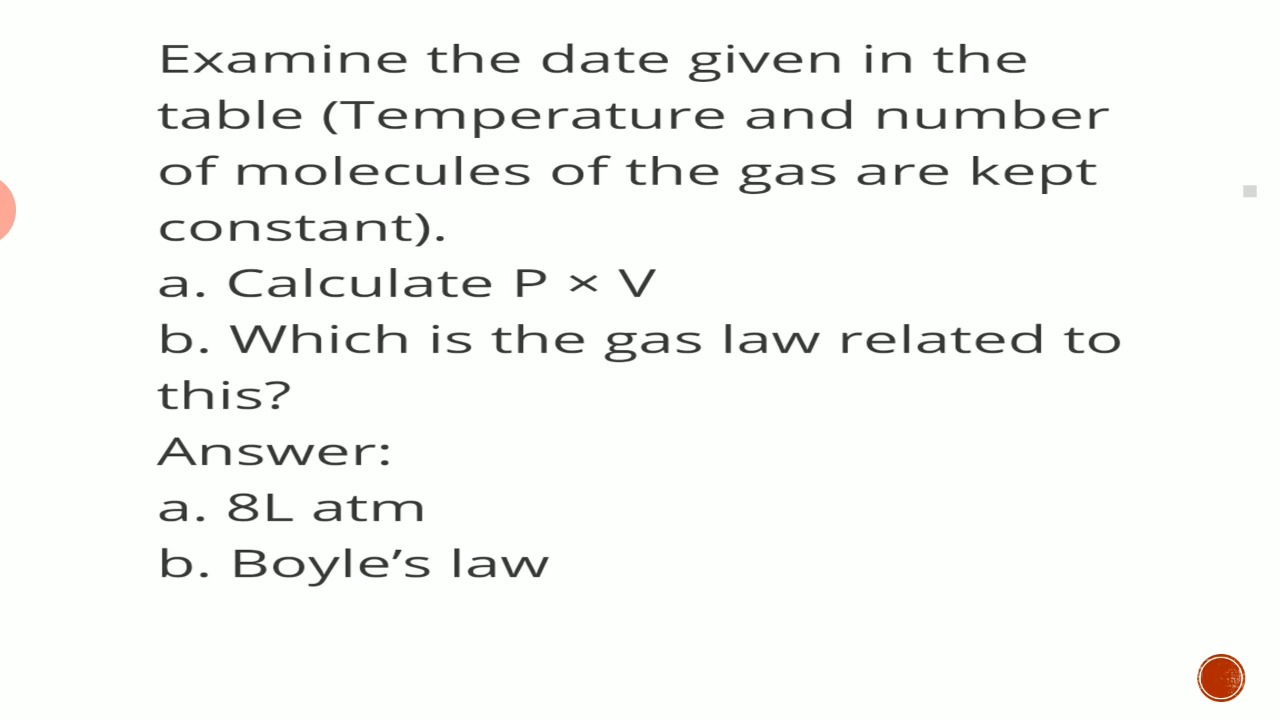 Examine the date given in the
table (Temperature and number
of molecules of the gas are kept
constant).
a. Calculate P × V
b. Which is the gas law related to
this?
Answer:
a. 8L atm
b. Boyle’s law